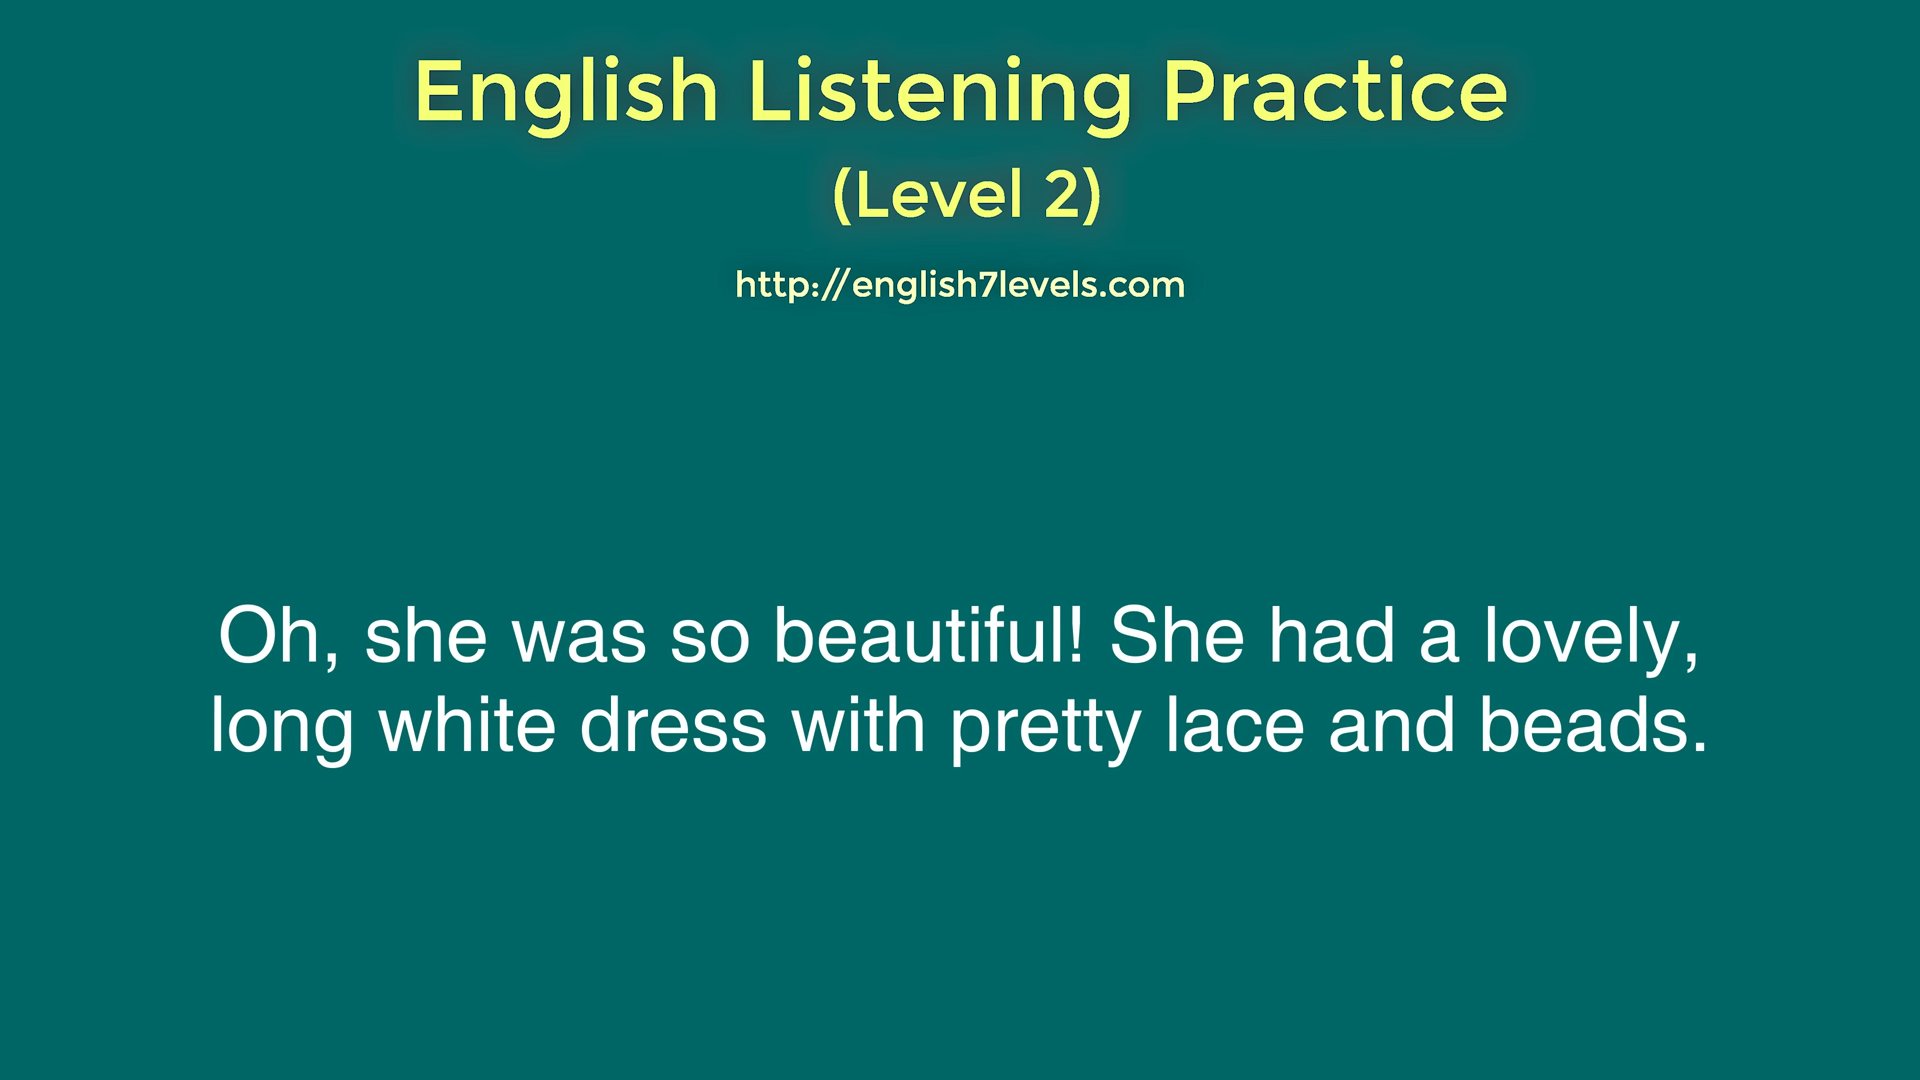 English Listening Practice
(Level 2)
http://english7levels.com
Oh, she was so beautiful! She had a lovely,
long white dress with pretty lace and beads.